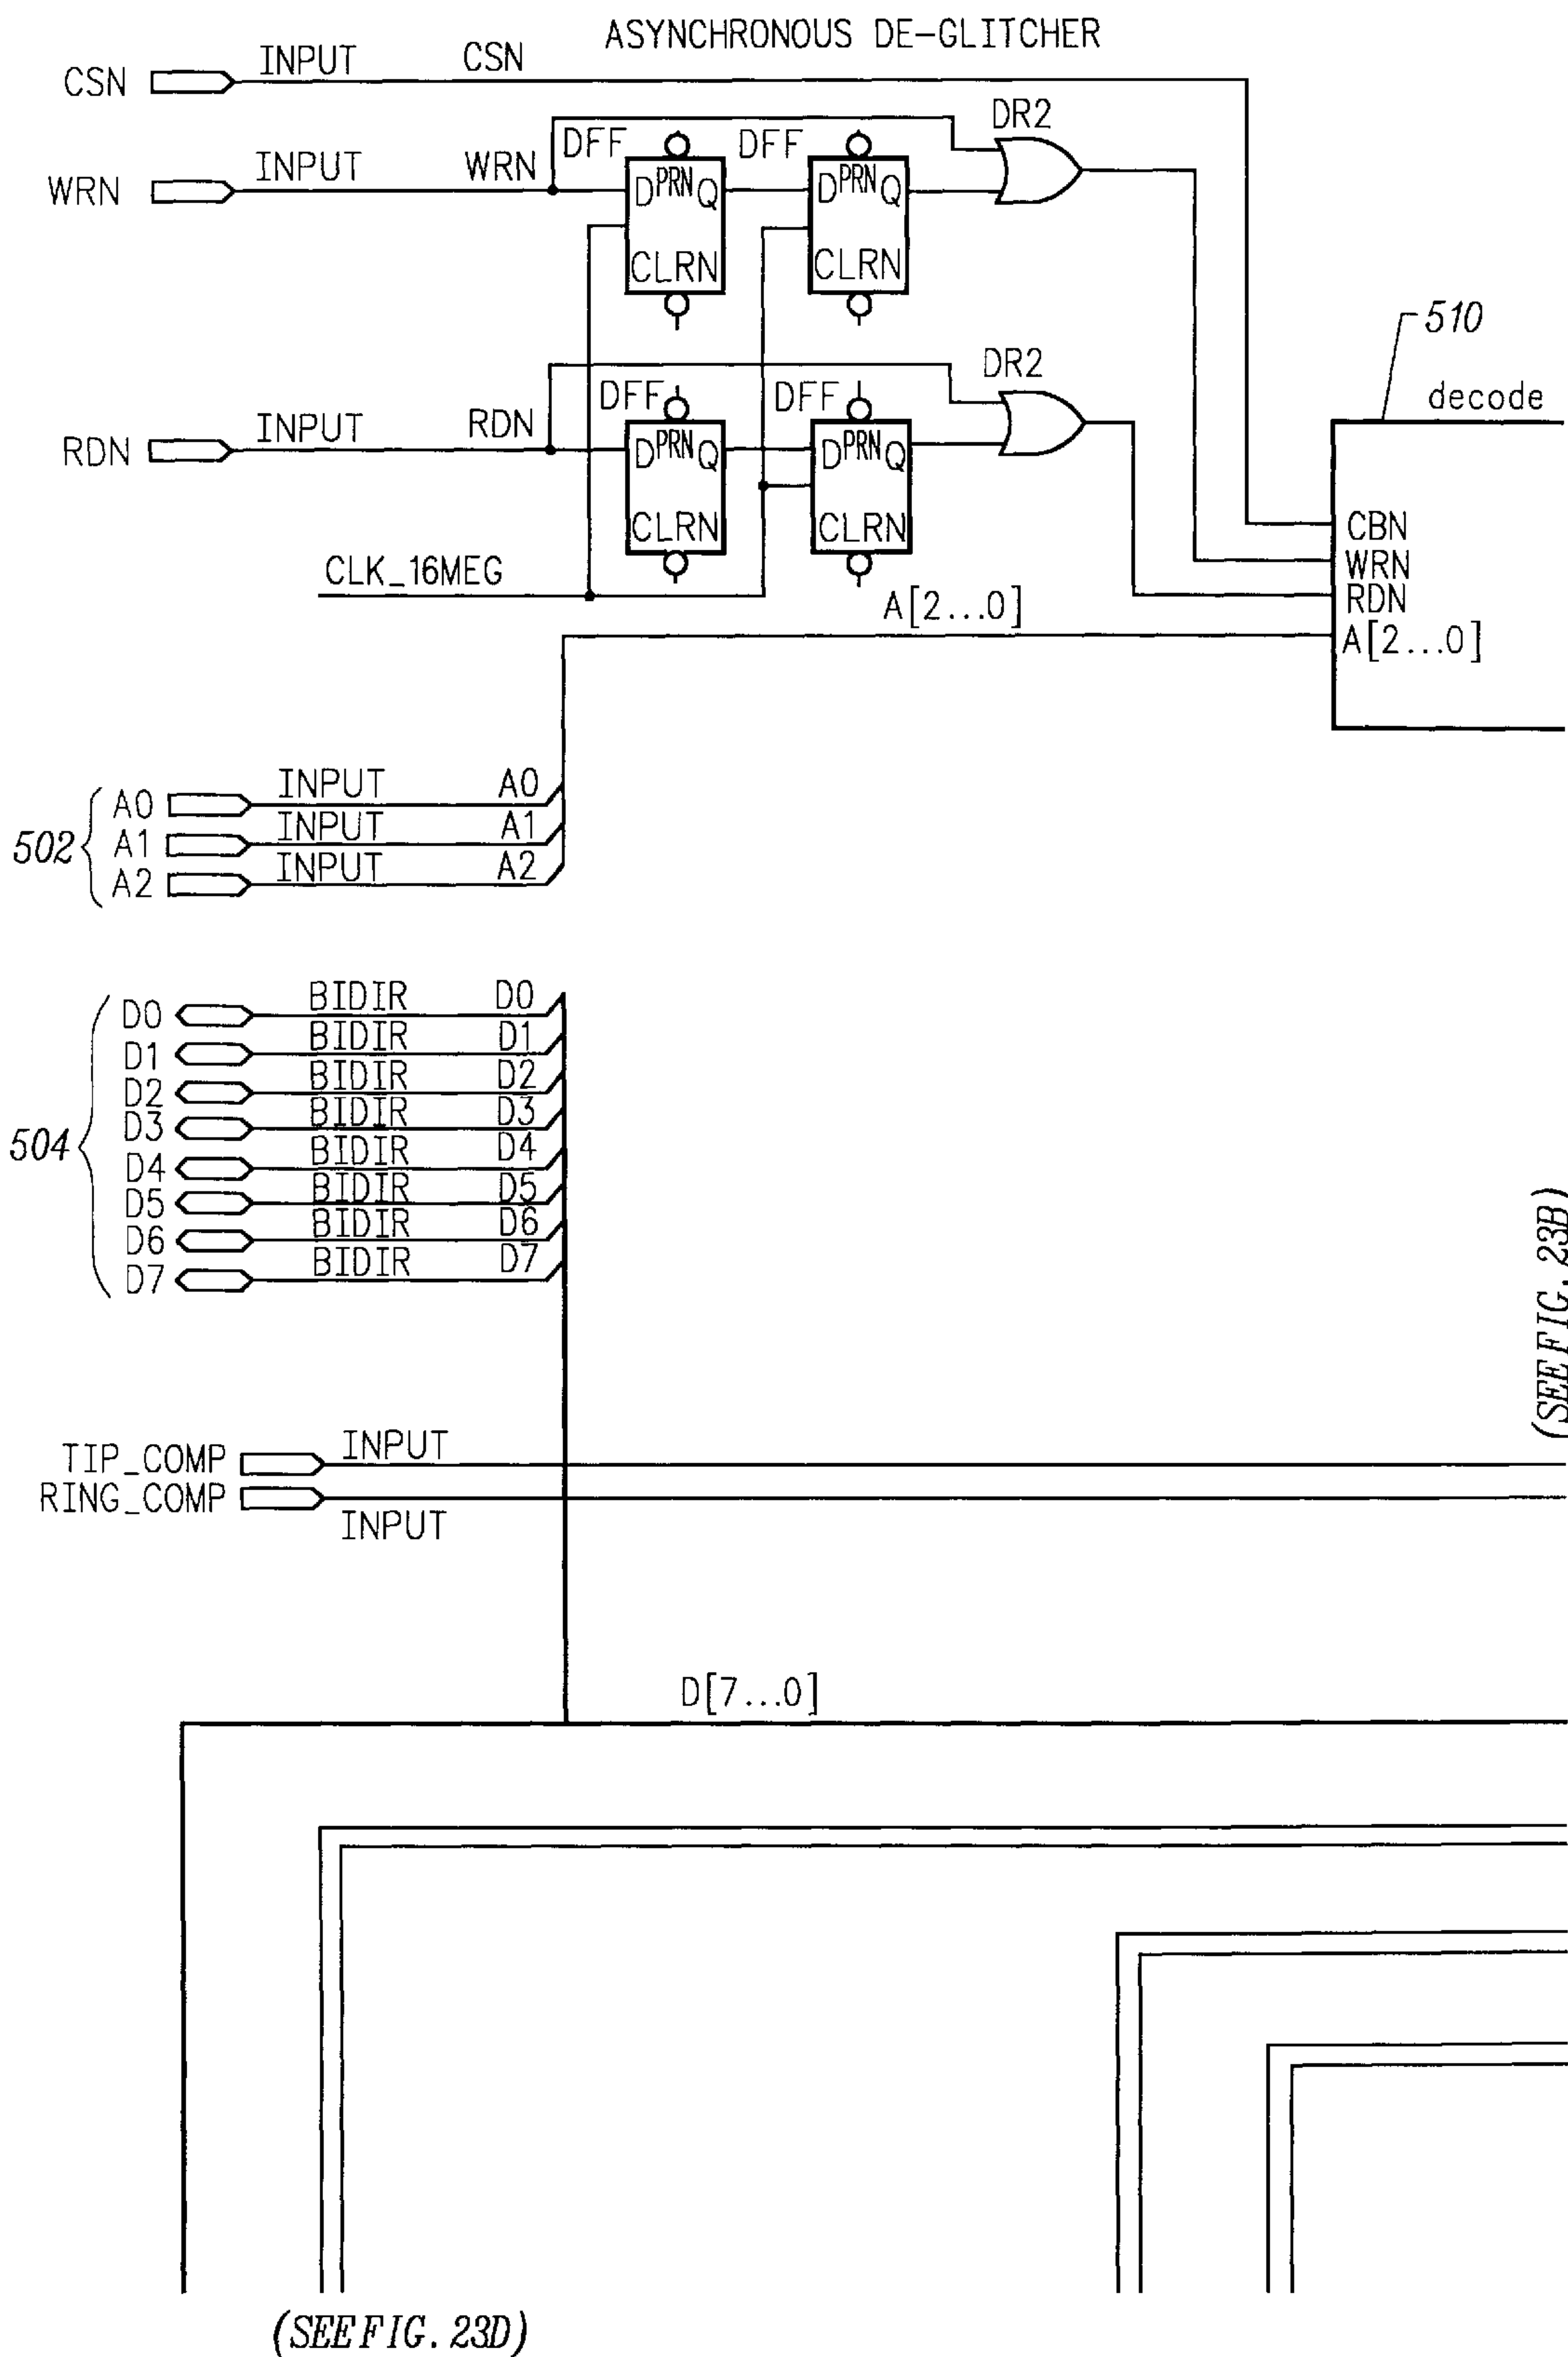 ASYNCHRONOUS DE-GLITCHER
CSN INPUT CSN
WRN INPUT WRN DFF DFF DR2
D PRN Q D PRN Q
CLRN CLRN
510
RDN INPUT RDN DFF DFF DR2
decode
D PRN Q D PRN Q
CLRN CLRN
CLK_16MEG
CBN
WRN
RDN
A[2...0] A[2...0]
502
A0 INPUT A0
A1 INPUT A1
A2 INPUT A2
504
D0 BIDIR D0
D1 BIDIR D1
D2 BIDIR D2
D3 BIDIR D3
D4 BIDIR D4
D5 BIDIR D5
D6 BIDIR D6
D7 BIDIR D7
(SEE FIG. 23B)
TIP_COMP INPUT
RING_COMP INPUT
D[7...0]
(SEE FIG. 23D)